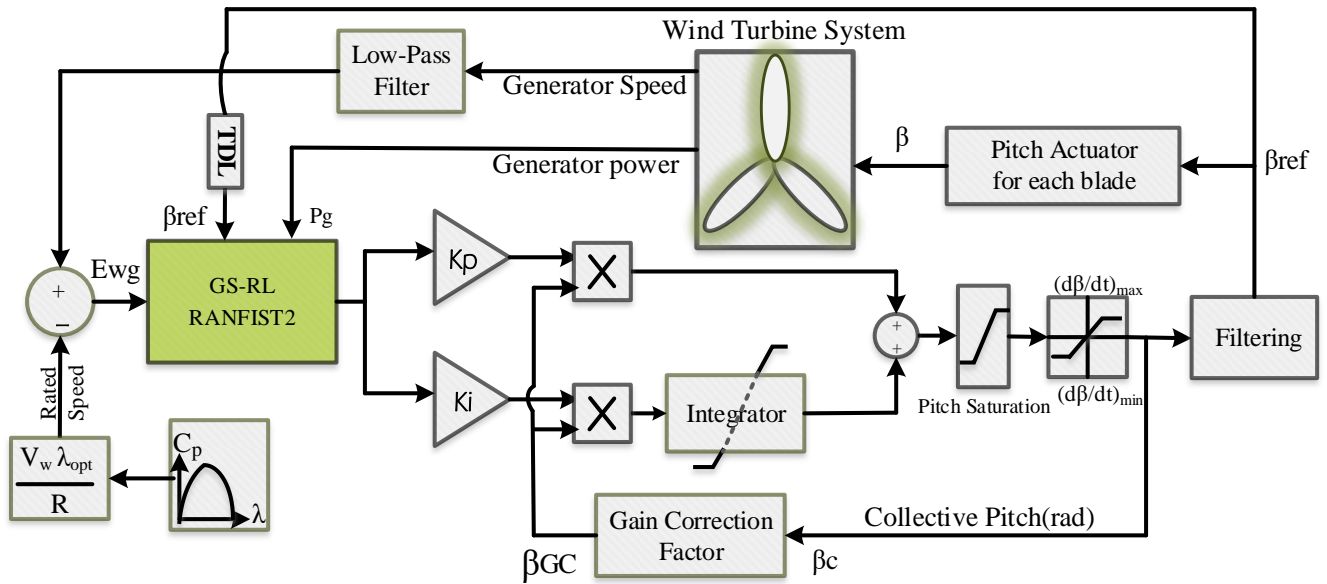 Wind Turbine System
Low-Pass
Filter
Generator Speed
TDL
Generator power
β
Pitch Actuator
for each blade
βref
βref
Pg
Ewg
GS-RL
RANFIST2
Kp
X
+
−
(dβ/dt)max
+
+
Filtering
(dβ/dt)min
Pitch Saturation
Rated
Speed
Ki
X
Integrator
Vw λopt
R
Cp
λ
Gain Correction
Factor
Collective Pitch(rad)
βGC
βc